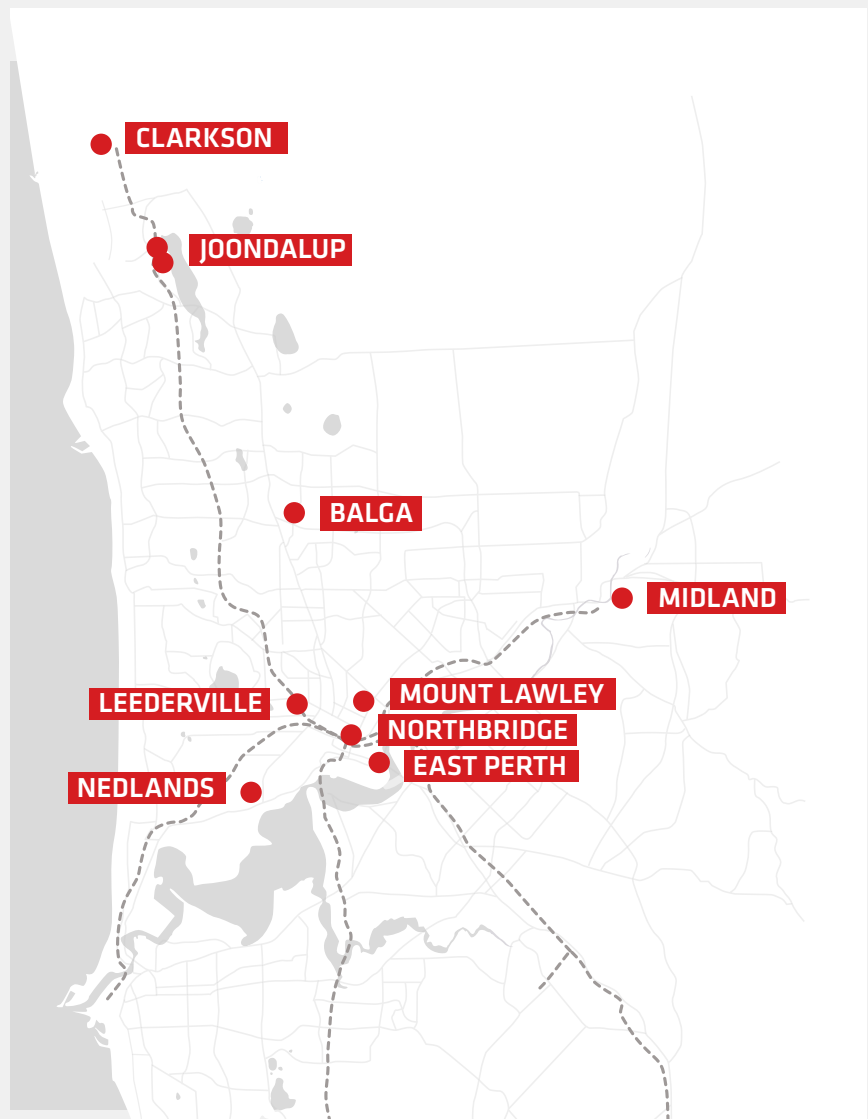 CLARKSON
JOONDALUP
BALGA
MIDLAND
MOUNT LAWLEY
LEEDERVILLE
NORTHBRIDGE
EAST PERTH
NEDLANDS